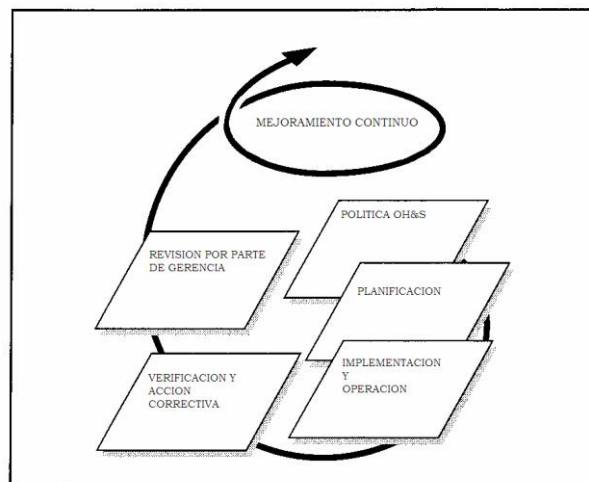 MEJORAMIENTO CONTINUO
POLITICA OH&S
REVISION POR PARTE
DE GERENCIA
PLANIFICACION
IMPLEMENTACION
Y
OPERACION
VERIFICACION Y
ACCION
CORRECTIVA